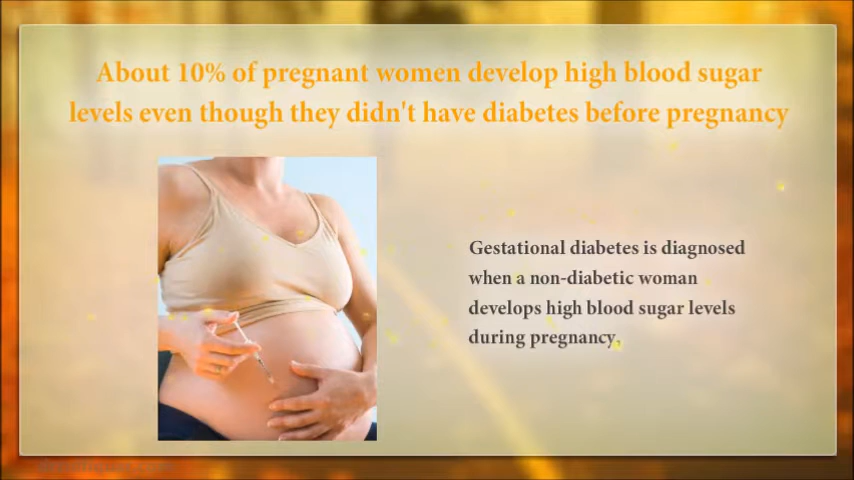 About 10% of pregnant women develop high blood sugar
levels even though they didn't have diabetes before pregnancy
Gestational diabetes is diagnosed
when a non-diabetic woman
develops high blood sugar levels
during pregnancy,